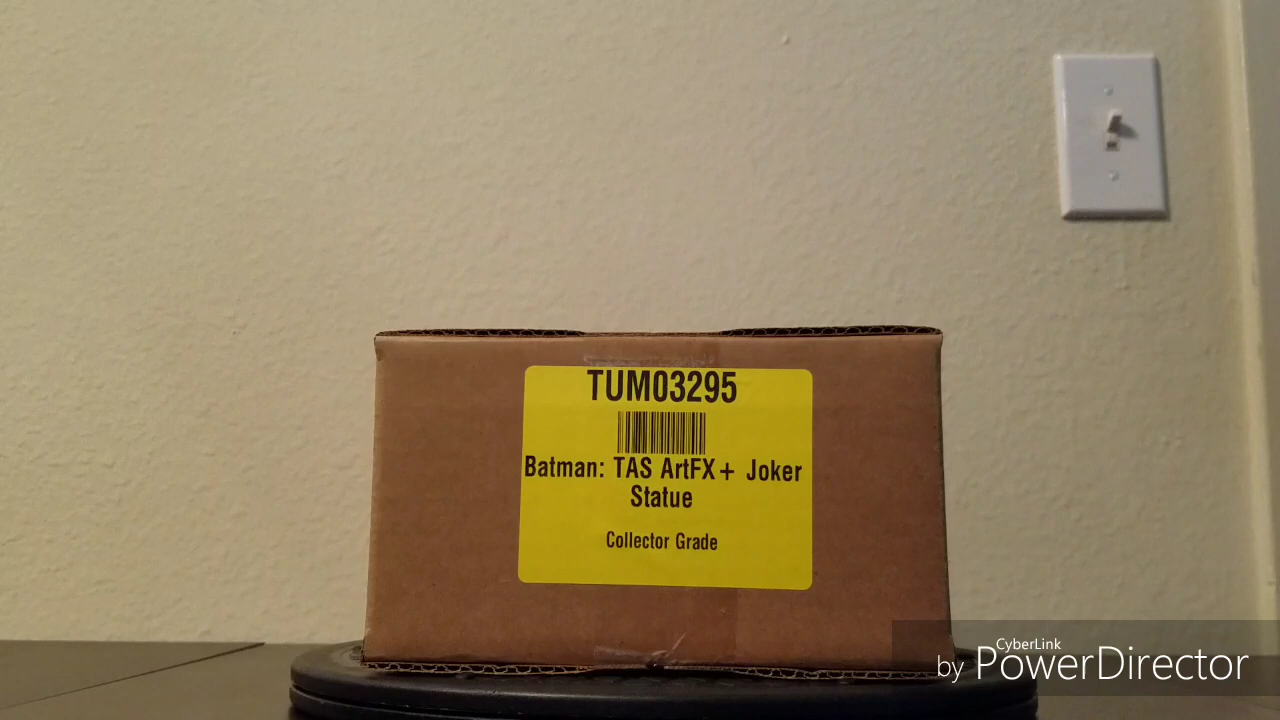 TUM03295
Batman: TAS ArtFX+ Joker
Statue
Collector Grade
CyberLink
by PowerDirector